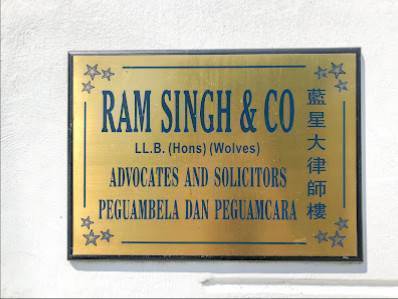 RAM SINGH & CO
LL.B. (Hons) (Wolves)
ADVOCATES AND SOLICITORS
PEGUAMBELA DAN PEGUAMCARA
藍星大律師樓